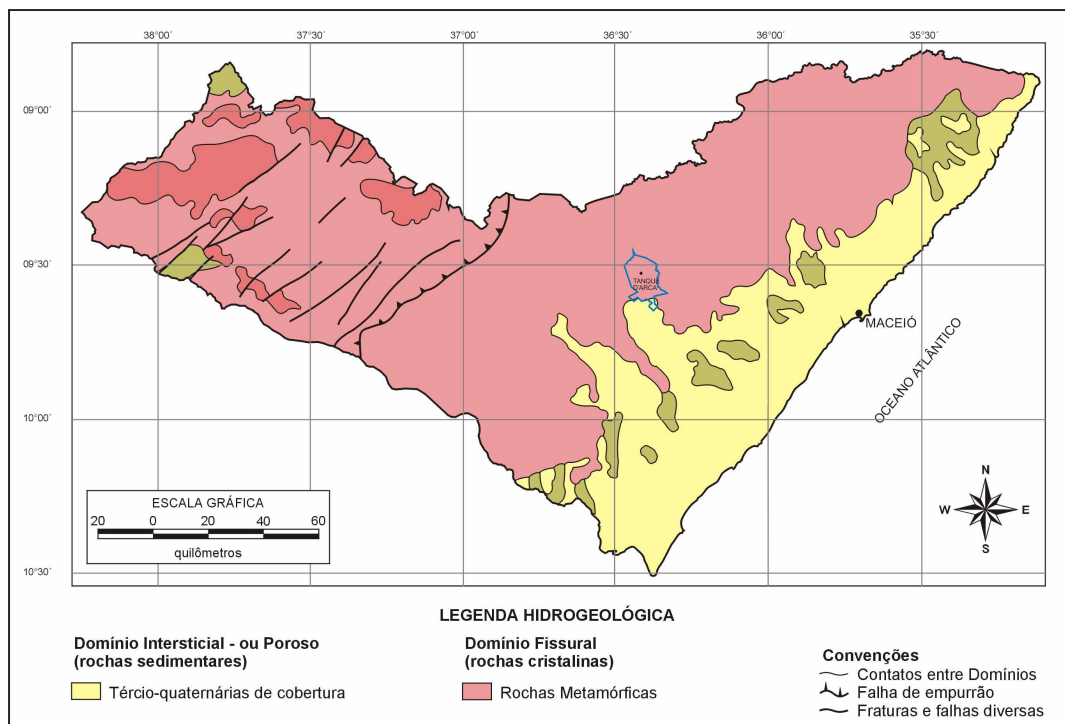 38°00'
37°30'
37°00'
36°30'
36°00'
35°30'
09°00'
09°30'
10°00'
10°30'
TANQUE
D'ARCA
MACEIÓ
OCEANO ATLÂNTICO
ESCALA GRÁFICA
20 0 20 40 60
quilômetros
N
W E
S
LEGENDA HIDROGEOLÓGICA
Domínio Intersticial - ou Poroso
(rochas sedimentares)
Tércio-quaternárias de cobertura
Domínio Fissural
(rochas cristalinas)
Rochas Metamórficas
Convenções
Contatos entre Domínios
Falha de empurrão
Fraturas e falhas diversas